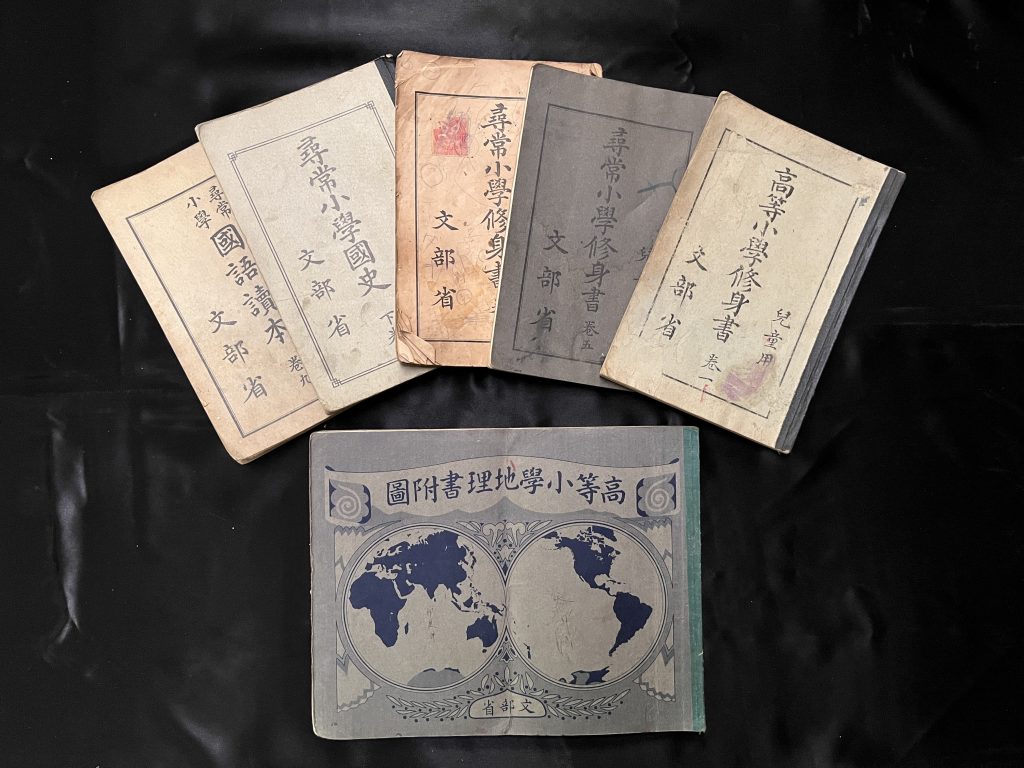 尋常
小學
國語讀本 卷九
文部省
尋常小學國史 下
文部省
尋常小學修身書
文部省
尋常小學修身書 卷五
文部省
兒童用
高等小學修身書 卷一
文部省
高等小學地理書附圖
文部省